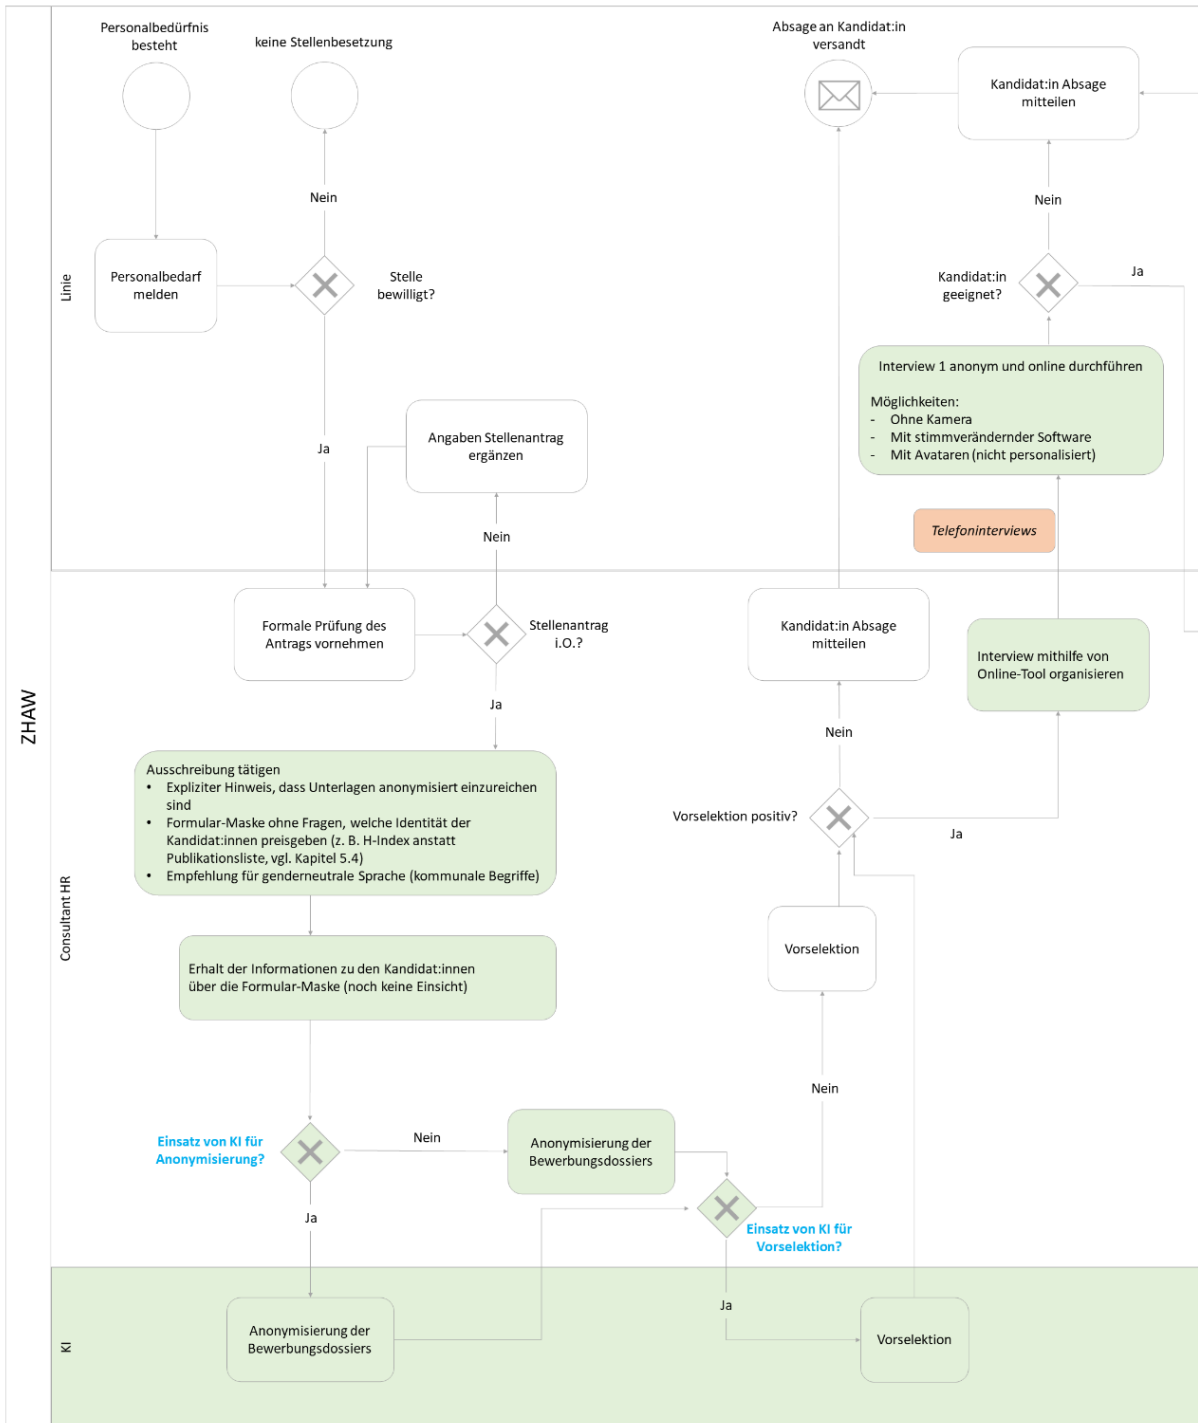 Personalbedürfnis
besteht
keine Stellenbesetzung
Absage an Kandidat:in
versandt
Kandidat:in Absage
mitteilen
Nein
Nein
Linie
Personalbedarf
melden
Stelle
bewilligt?
Kandidat:in
geeignet?
Ja
Interview 1 anonym und online durchführen
Möglichkeiten:
- Ohne Kamera
- Mit stimmverändernder Software
- Mit Avataren (nicht personalisiert)
Ja
Angaben Stellenantrag
ergänzen
Nein
Telefoninterviews
ZHAW
Consultant HR
Formale Prüfung des
Antrags vornehmen
Stellenantrag
i.O.?
Kandidat:in Absage
mitteilen
Interview mithilfe von
Online-Tool organisieren
Ja
Nein
Ausschreibung tätigen
• Expliziter Hinweis, dass Unterlagen anonymisiert einzureichen
sind
• Formular-Maske ohne Fragen, welche Identität der
Kandidat:innen preisgeben (z. B. H-Index anstatt
Publikationsliste, vgl. Kapitel 5.4)
• Empfehlung für genderneutrale Sprache (kommunale Begriffe)
Vorselektion positiv?
Ja
Vorselektion
Erhalt der Informationen zu den Kandidat:innen
über die Formular-Maske (noch keine Einsicht)
Nein
Einsatz von KI für
Anonymisierung?
Nein
Anonymisierung der
Bewerbungsdossiers
Ja
Einsatz von KI für
Vorselektion?
KI
Anonymisierung der
Bewerbungsdossiers
Ja
Vorselektion